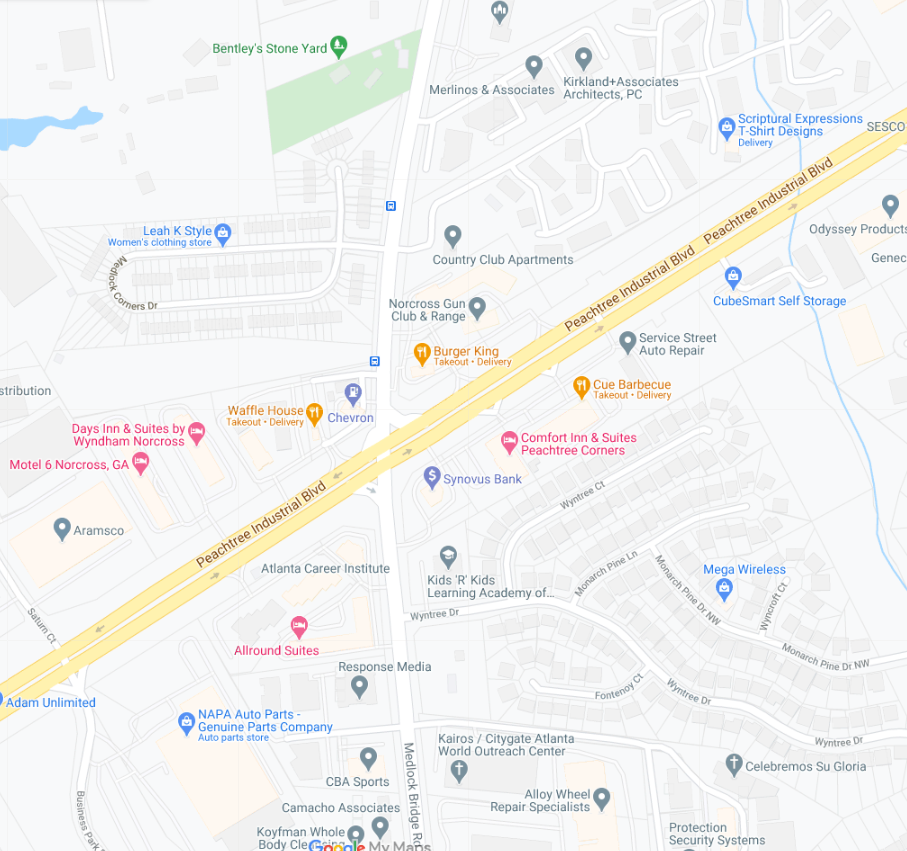 Bentley's Stone Yard
Merlinos & Associates
Kirkland+Associates
Architects, PC
Scriptural Expressions
T-Shirt Designs
Delivery
SESCO
Peachtree Industrial Blvd
Odyssey Products
Genec
Leah K Style
Women's clothing store
Country Club Apartments
Medlock Corners Dr
Peachtree Industrial Blvd
CubeSmart Self Storage
Norcross Gun
Club & Range
Burger King
Takeout • Delivery
Service Street
Auto Repair
stribution
Cue Barbecue
Takeout • Delivery
Waffle House
Takeout • Delivery
Chevron
Days Inn & Suites by
Wyndham Norcross
Motel 6 Norcross, GA
Comfort Inn & Suites
Peachtree Corners
Synovus Bank
Wyntree Ct
Peachtree Industrial Blvd
Aramsco
Atlanta Career Institute
Kids 'R' Kids
Learning Academy of...
Monarch Pine Ln
Mega Wireless
Monarch Pine Dr NW
Wyncroft Ct
Wyntree Dr
Saturn Ct
Allround Suites
Monarch Pine Dr NW
Response Media
Fontenoy Ct
Wyntree Dr
Adam Unlimited
NAPA Auto Parts -
Genuine Parts Company
Auto parts store
Kairos / Citygate Atlanta
World Outreach Center
Wyntree Dr
Medlock Bridge Rd
Celebremos Su Gloria
CBA Sports
Alloy Wheel
Repair Specialists
Business Park
Camacho Associates
Koyfman Whole
Body Cleansing
Protection
Security Systems
Google My Maps